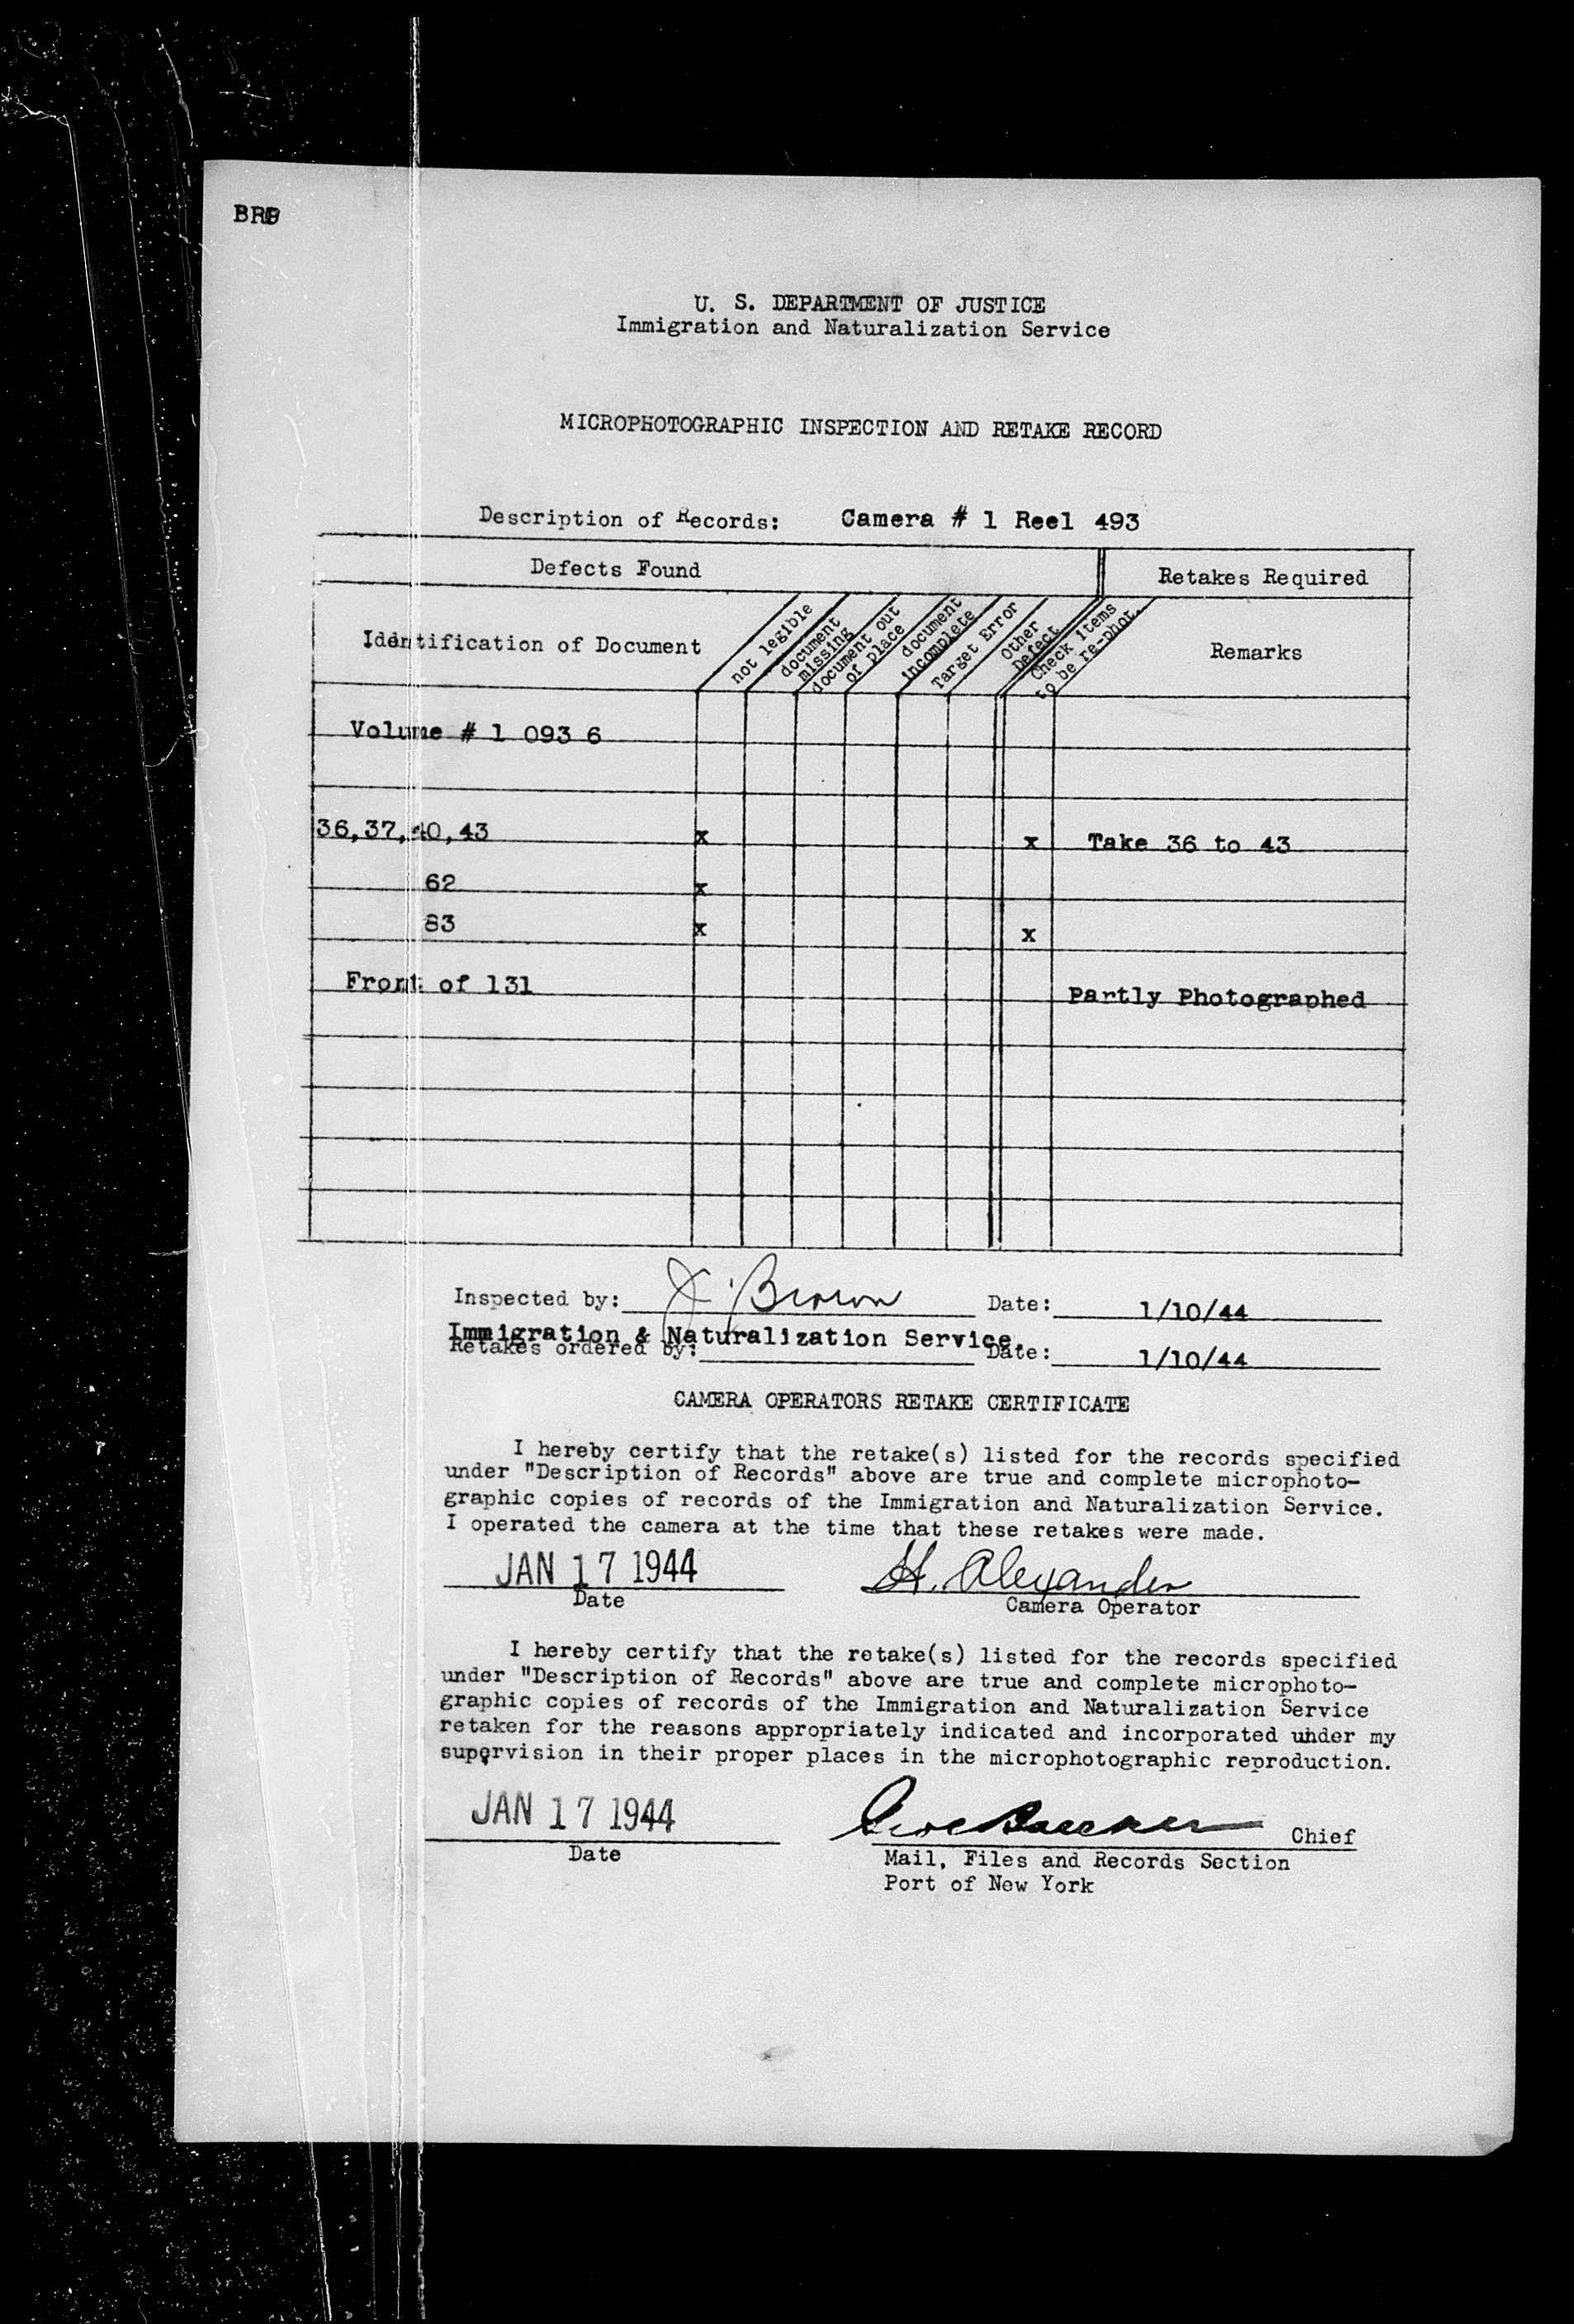 U. S. DEPARTMENT OF JUSTICE
Immigration and Naturalization Service
MICROPHOTOGRAPHIC INSPECTION AND RETAKE RECORD
Description of Records: Camera # 1 Reel 493
Defects Found Retakes Required
Identification of Document
not legible
document
missing
document out
of place
document
incomplete
Target Error
Other
Defect
Check items
to be re-phot.
Remarks
Volume # 1 093 6
36,37,40,43 x x Take 36 to 43
62 x
83 x x
Front of 131 Partly Photographed
Inspected by: J. Brown Date: 1/10/44
Immigration & Naturalization Service.
Retakes ordered by: Date: 1/10/44
CAMERA OPERATORS RETAKE CERTIFICATE
I hereby certify that the retake(s) listed for the records specified
under "Description of Records" above are true and complete microphoto-
graphic copies of records of the Immigration and Naturalization Service.
I operated the camera at the time that these retakes were made.
JAN 17 1944 H. Alexander
Date Camera Operator
I hereby certify that the retake(s) listed for the records specified
under "Description of Records" above are true and complete microphoto-
graphic copies of records of the Immigration and Naturalization Service
retaken for the reasons appropriately indicated and incorporated under my
supervision in their proper places in the microphotographic reproduction.
JAN 17 1944 Chief
Date Mail, Files and Records Section
Port of New York